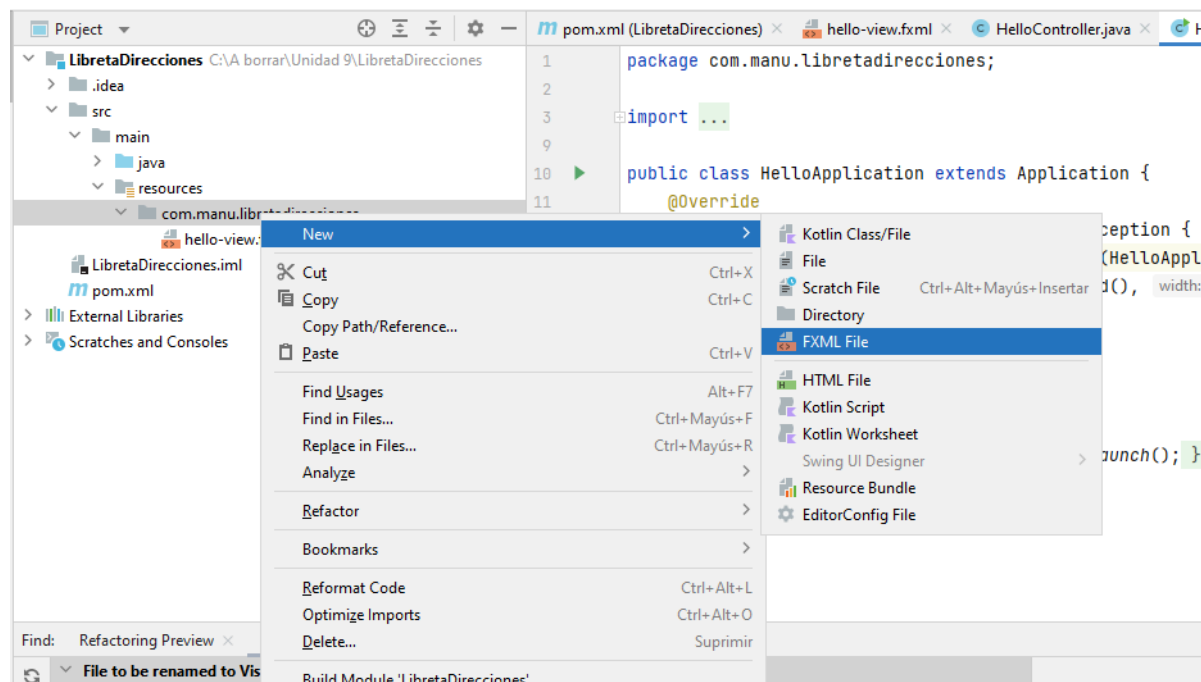 Project
pom.xml (LibretaDirecciones)
hello-view.fxml
HelloController.java
LibretaDirecciones C:\A borrar\Unidad 9\LibretaDirecciones
.idea
src
main
java
resources
com.manu.libretadirecciones
hello-view.
LibretaDirecciones.iml
pom.xml
External Libraries
Scratches and Consoles
1 package com.manu.libretadirecciones;
2
3 import ...
9
10 public class HelloApplication extends Application {
11 @Override
ception {
(HelloAppl
d(), width:
aunch(); }
New
Cut Ctrl+X
Copy Ctrl+C
Copy Path/Reference...
Paste Ctrl+V
Find Usages Alt+F7
Find in Files... Ctrl+Mayús+F
Replace in Files... Ctrl+Mayús+R
Analyze
Refactor
Bookmarks
Reformat Code Ctrl+Alt+L
Optimize Imports Ctrl+Alt+O
Delete... Suprimir
Build Module 'LibretaDirecciones'
Kotlin Class/File
File
Scratch File Ctrl+Alt+Mayús+Insertar
Directory
FXML File
HTML File
Kotlin Script
Kotlin Worksheet
Swing UI Designer
Resource Bundle
EditorConfig File
Find: Refactoring Preview
File to be renamed to Vis